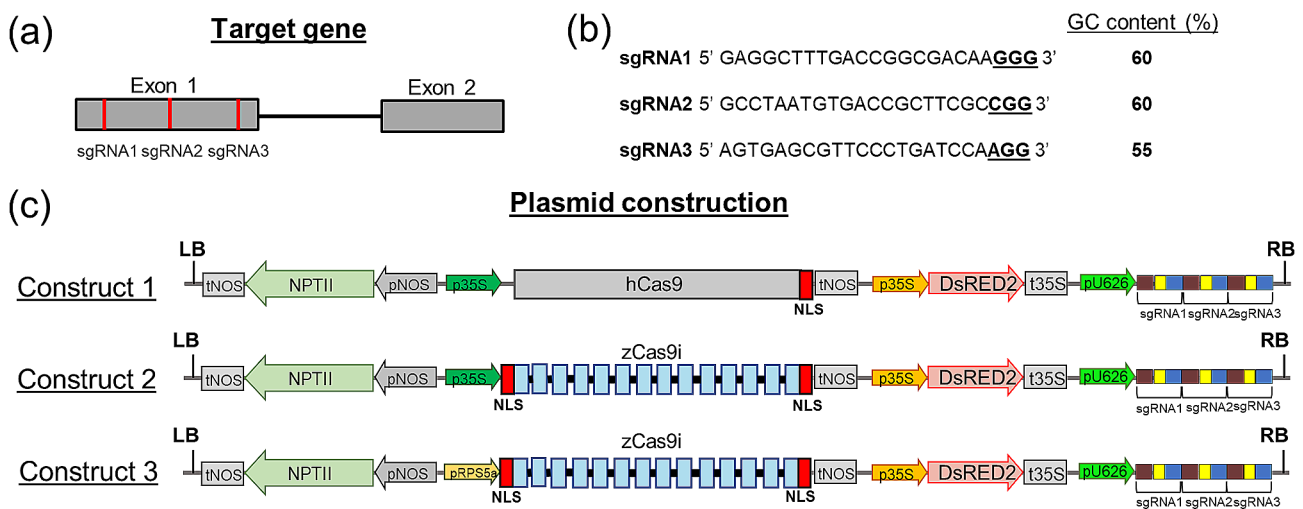 (a)
Target gene
Exon 1
Exon 2
sgRNA1 sgRNA2 sgRNA3
(b)
GC content (%)
sgRNA1 5' GAGGCTTTGACCGGCGACAAGGG 3' 60
sgRNA2 5' GCCTAATGTGACCGCTTCGCCGG 3' 60
sgRNA3 5' AGTGAGCGTTCCCTGATCCAAGG 3' 55
(c)
Plasmid construction
LB
RB
Construct 1
tNOS NPTII pNOS p35S hCas9 tNOS p35S DsRED2 t35S pU626
NLS
sgRNA1 sgRNA2 sgRNA3
zCas9i
LB
RB
Construct 2
tNOS NPTII pNOS p35S tNOS p35S DsRED2 t35S pU626
NLS NLS
sgRNA1 sgRNA2 sgRNA3
zCas9i
LB
RB
Construct 3
tNOS NPTII pNOS pRPS5a tNOS p35S DsRED2 t35S pU626
NLS NLS
sgRNA1 sgRNA2 sgRNA3